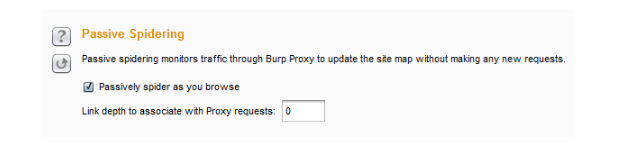 Passive Spidering
Passive spidering monitors traffic through Burp Proxy to update the site map without making any new requests.
Passively spider as you browse
Link depth to associate with Proxy requests: 0